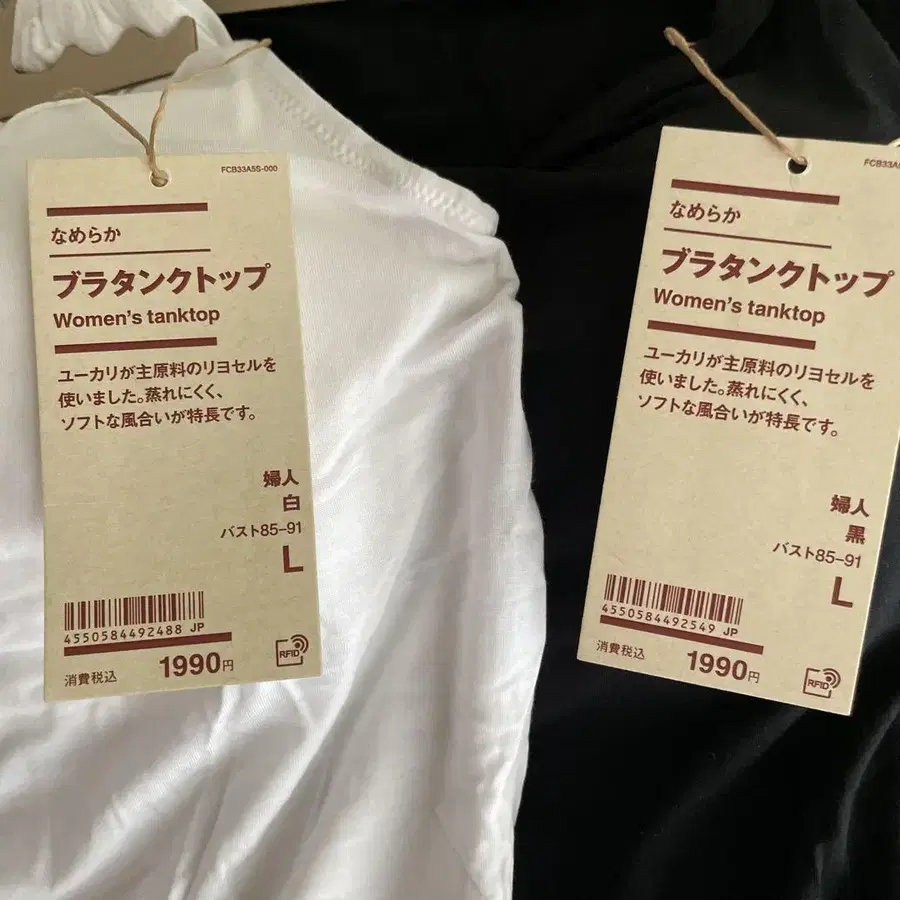 FCB33A5S-000
なめらか
ブラタンクトップ
Women's tanktop
ユーカリが主原料のリヨセルを
使いました。蒸れにくく、
ソフトな風合いが特長です。
婦人
白
バスト85-91
L
4550584492488 JP
消費税込 1990円
RFID
FCB33A5
なめらか
ブラタンクトップ
Women's tanktop
ユーカリが主原料のリヨセルを
使いました。蒸れにくく、
ソフトな風合いが特長です。
婦人
黒
バスト85-91
L
4550584492549 JP
消費税込 1990円
RFID